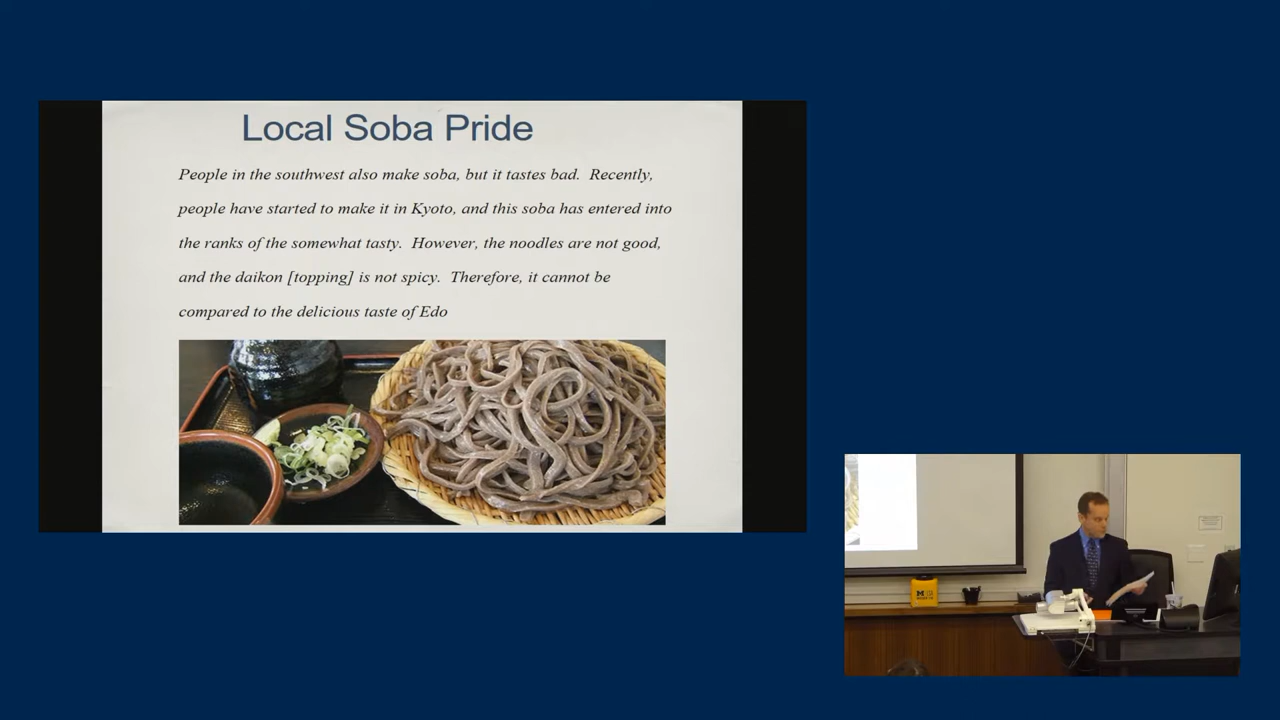 Local Soba Pride
People in the southwest also make soba, but it tastes bad.  Recently,
people have started to make it in Kyoto, and this soba has entered into
the ranks of the somewhat tasty.  However, the noodles are not good,
and the daikon [topping] is not spicy.  Therefore, it cannot be
compared to the delicious taste of Edo